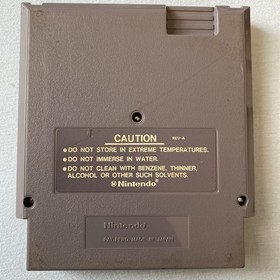 CAUTION
REV-A
● DO NOT STORE IN EXTREME TEMPERATURES.
● DO NOT IMMERSE IN WATER.
● DO NOT CLEAN WITH BENZENE, THINNER,
ALCOHOL OR OTHER SUCH SOLVENTS.
Nintendo®
Nintendo®
MADE IN JAPAN